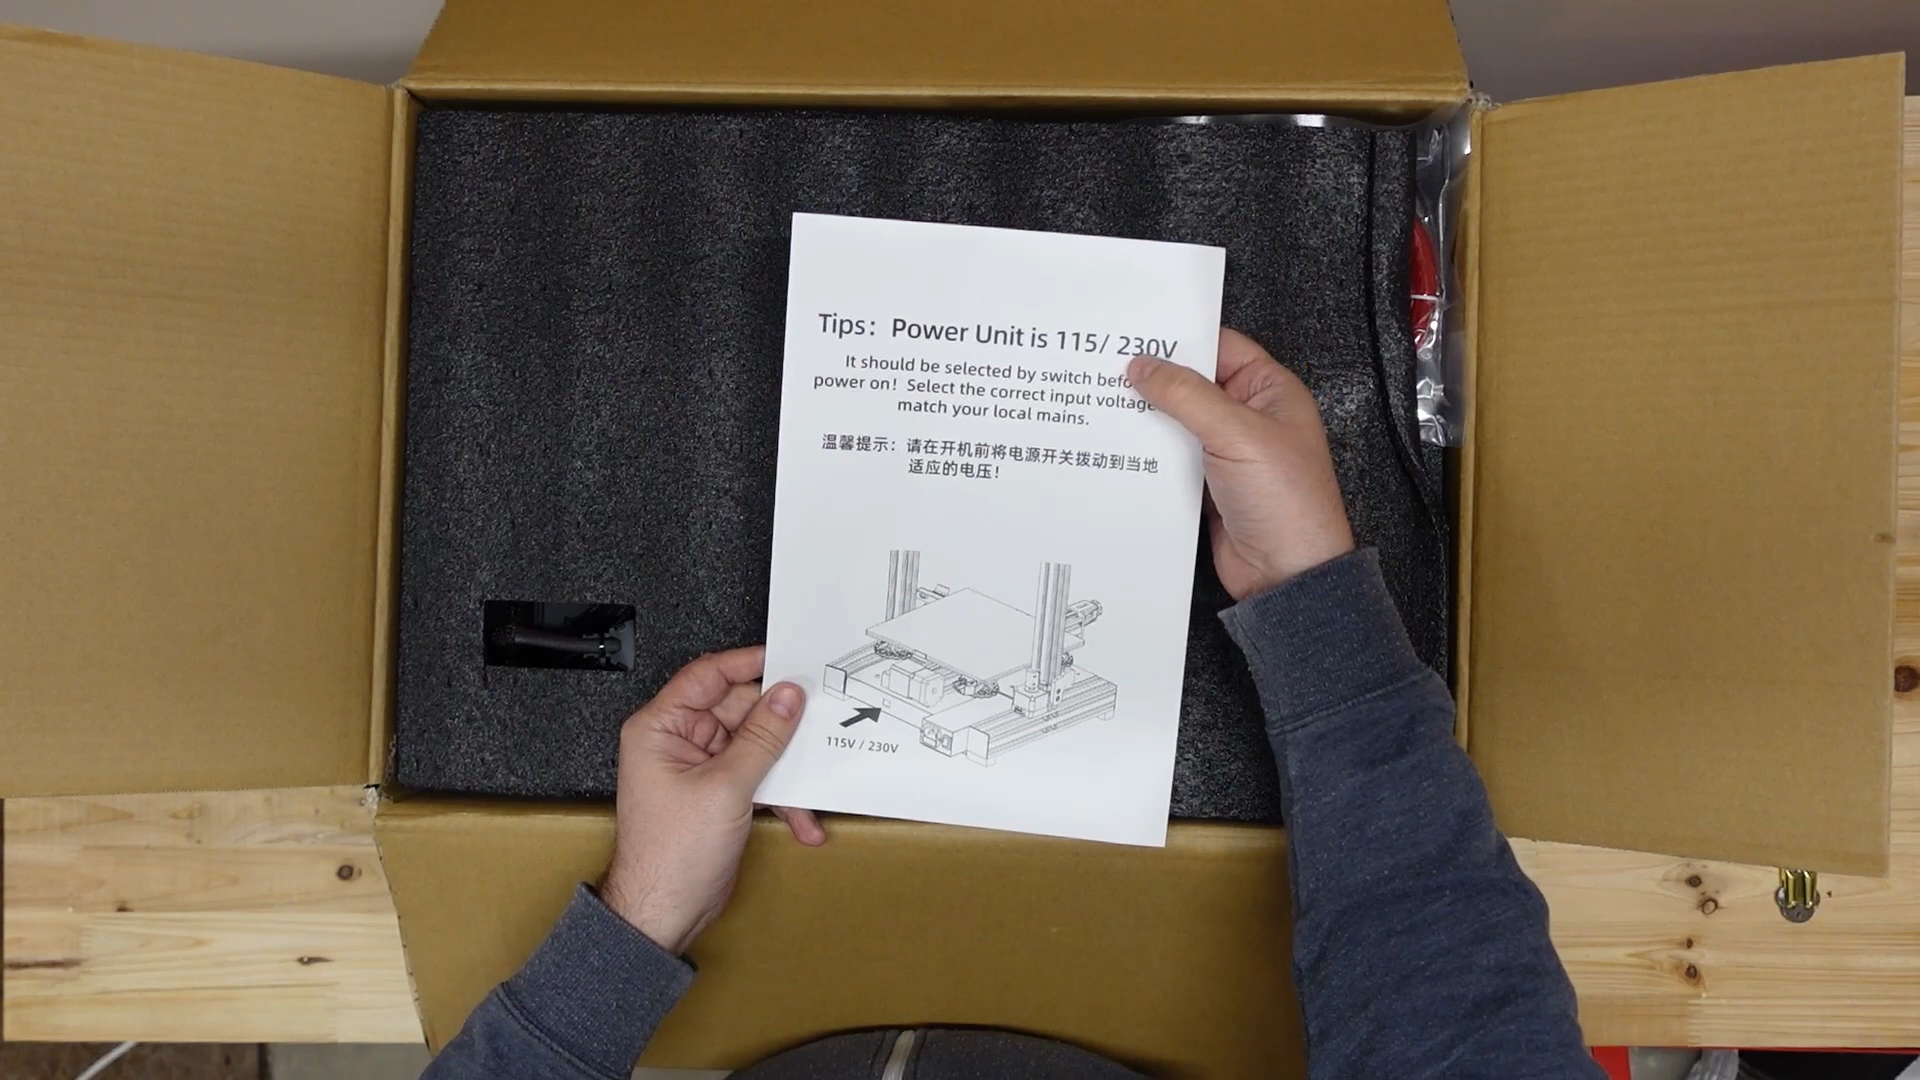 Tips: Power Unit is 115/ 230V
It should be selected by switch
power on! Select the correct input voltage
match your local mains.
温馨提示：请在开机前将电源开关拨动到当地
适应的电压！
115V / 230V